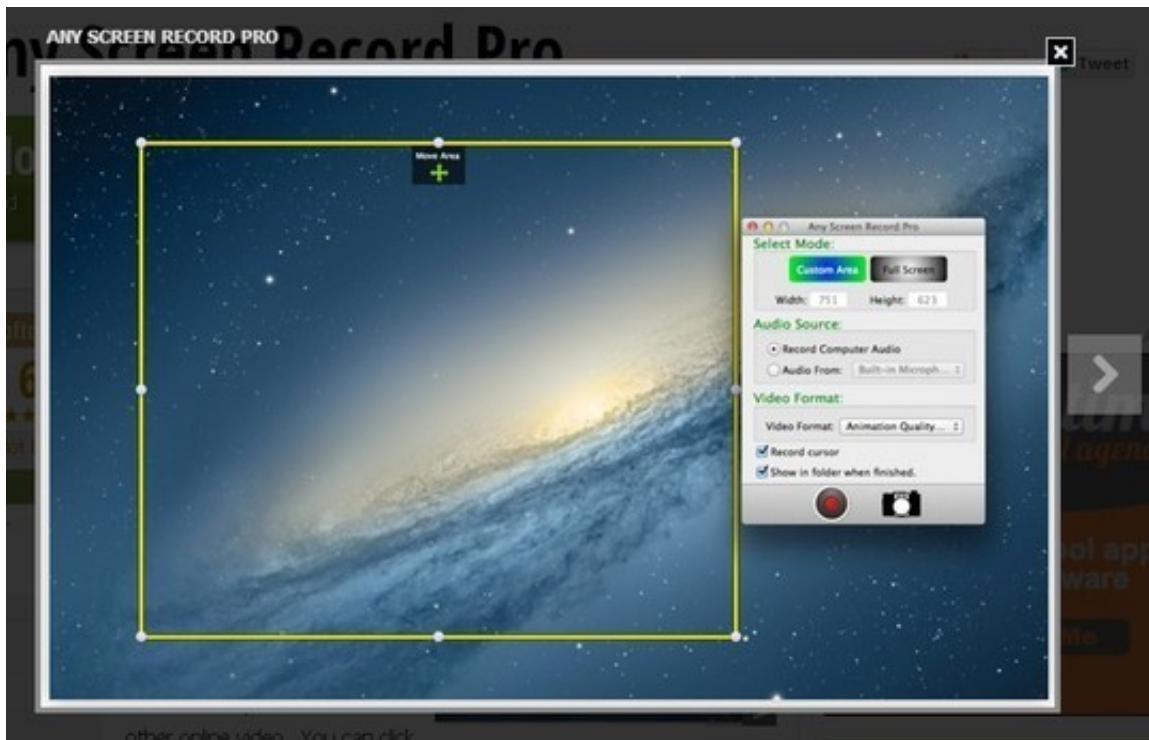 ANY SCREEN RECORD PRO
ny Screen Record Pro
Tweet
Move Area
Any Screen Record Pro
Select Mode:
Custom Area Full Screen
Width: 751 Height: 623
Audio Source:
Record Computer Audio
Audio From: Built-in Microph...
Video Format:
Video Format: Animation Quality...
Record cursor
Show in folder when finished.
ool app
ware
Me
other online video. You can click